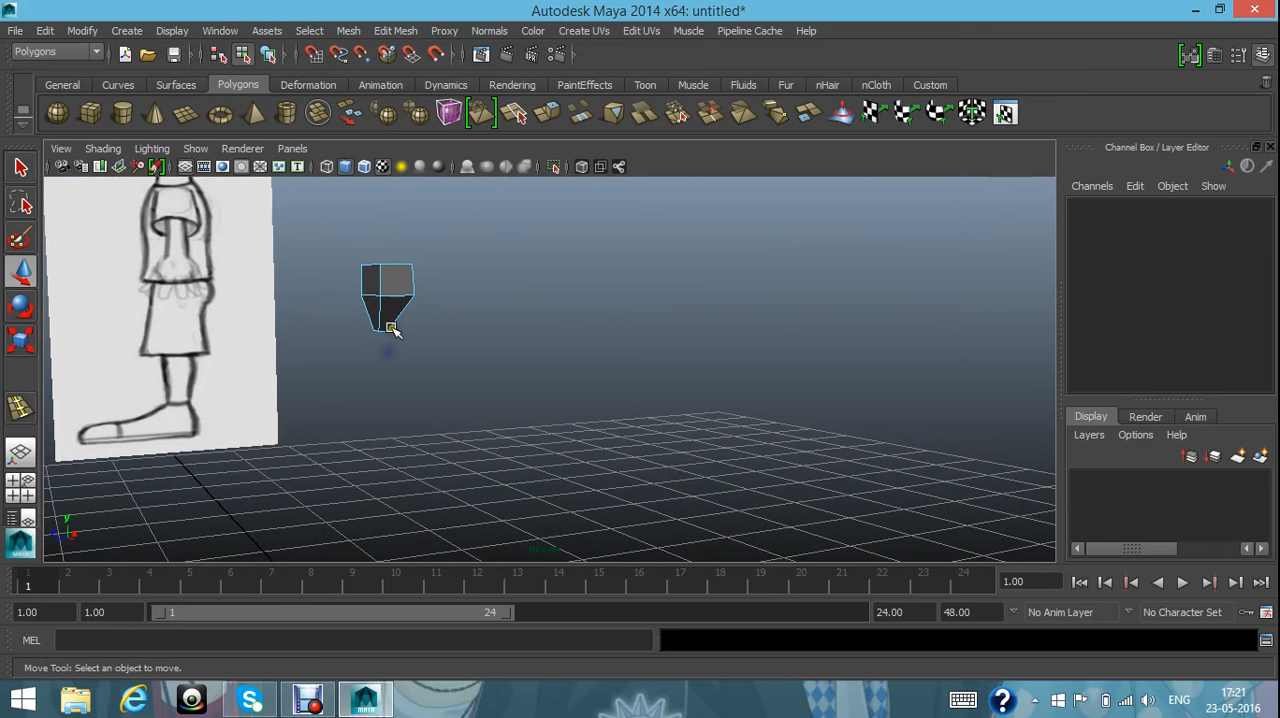 Autodesk Maya 2014 x64: untitled*
File Edit Modify Create Display Window Assets Select Mesh Edit Mesh Proxy Normals Color Create UVs Edit UVs Muscle Pipeline Cache Help
Polygons
General Curves Surfaces Polygons Deformation Animation Dynamics Rendering PaintEffects Toon Muscle Fluids Fur nHair nCloth Custom
View Shading Lighting Show Renderer Panels
Channel Box / Layer Editor
Channels Edit Object Show
Display Render Anim
Layers Options Help
y
persp
MAYA
1 2 3 4 5 6 7 8 9 10 11 12 13 14 15 16 17 18 19 20 21 22 23 24
1
1.00
1.00 1.00 1 24 24.00 48.00 No Anim Layer No Character Set
MEL
Move Tool: Select an object to move.
ENG
17:21
23-05-2016